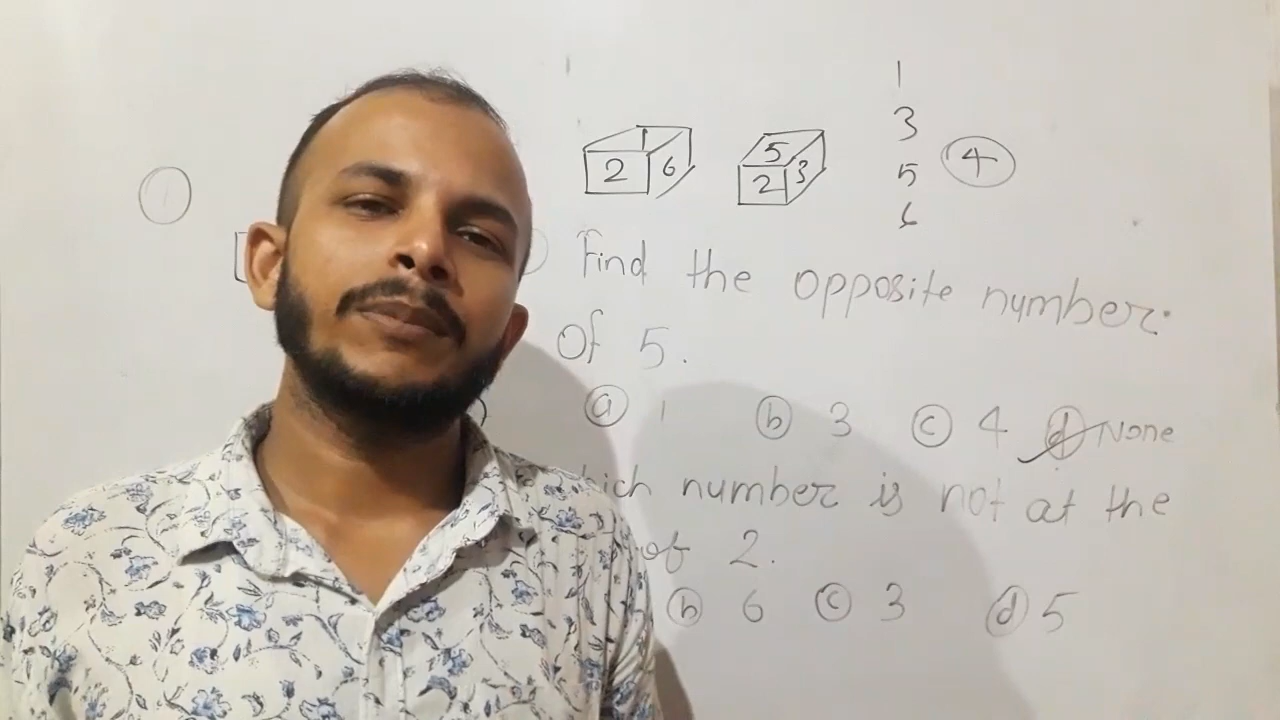 1
1
2 6
5
2 3
1
3
5
6
4
Find the opposite number
of 5.
a 1 b 3 c 4 d None
number is not at the
of 2.
b 6 c 3 d 5